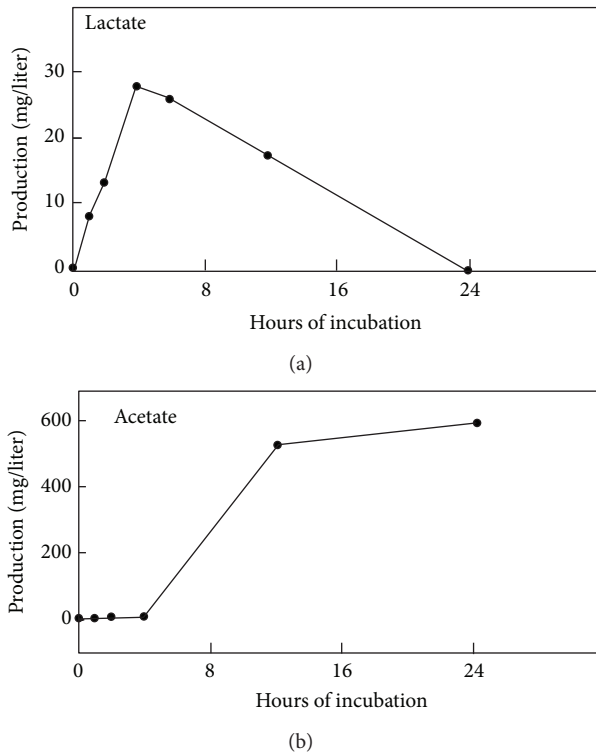 Lactate
Production (mg/liter)
30
20
10
0
0 8 16 24
Hours of incubation
(a)
Acetate
Production (mg/liter)
600
400
200
0
0 8 16 24
Hours of incubation
(b)